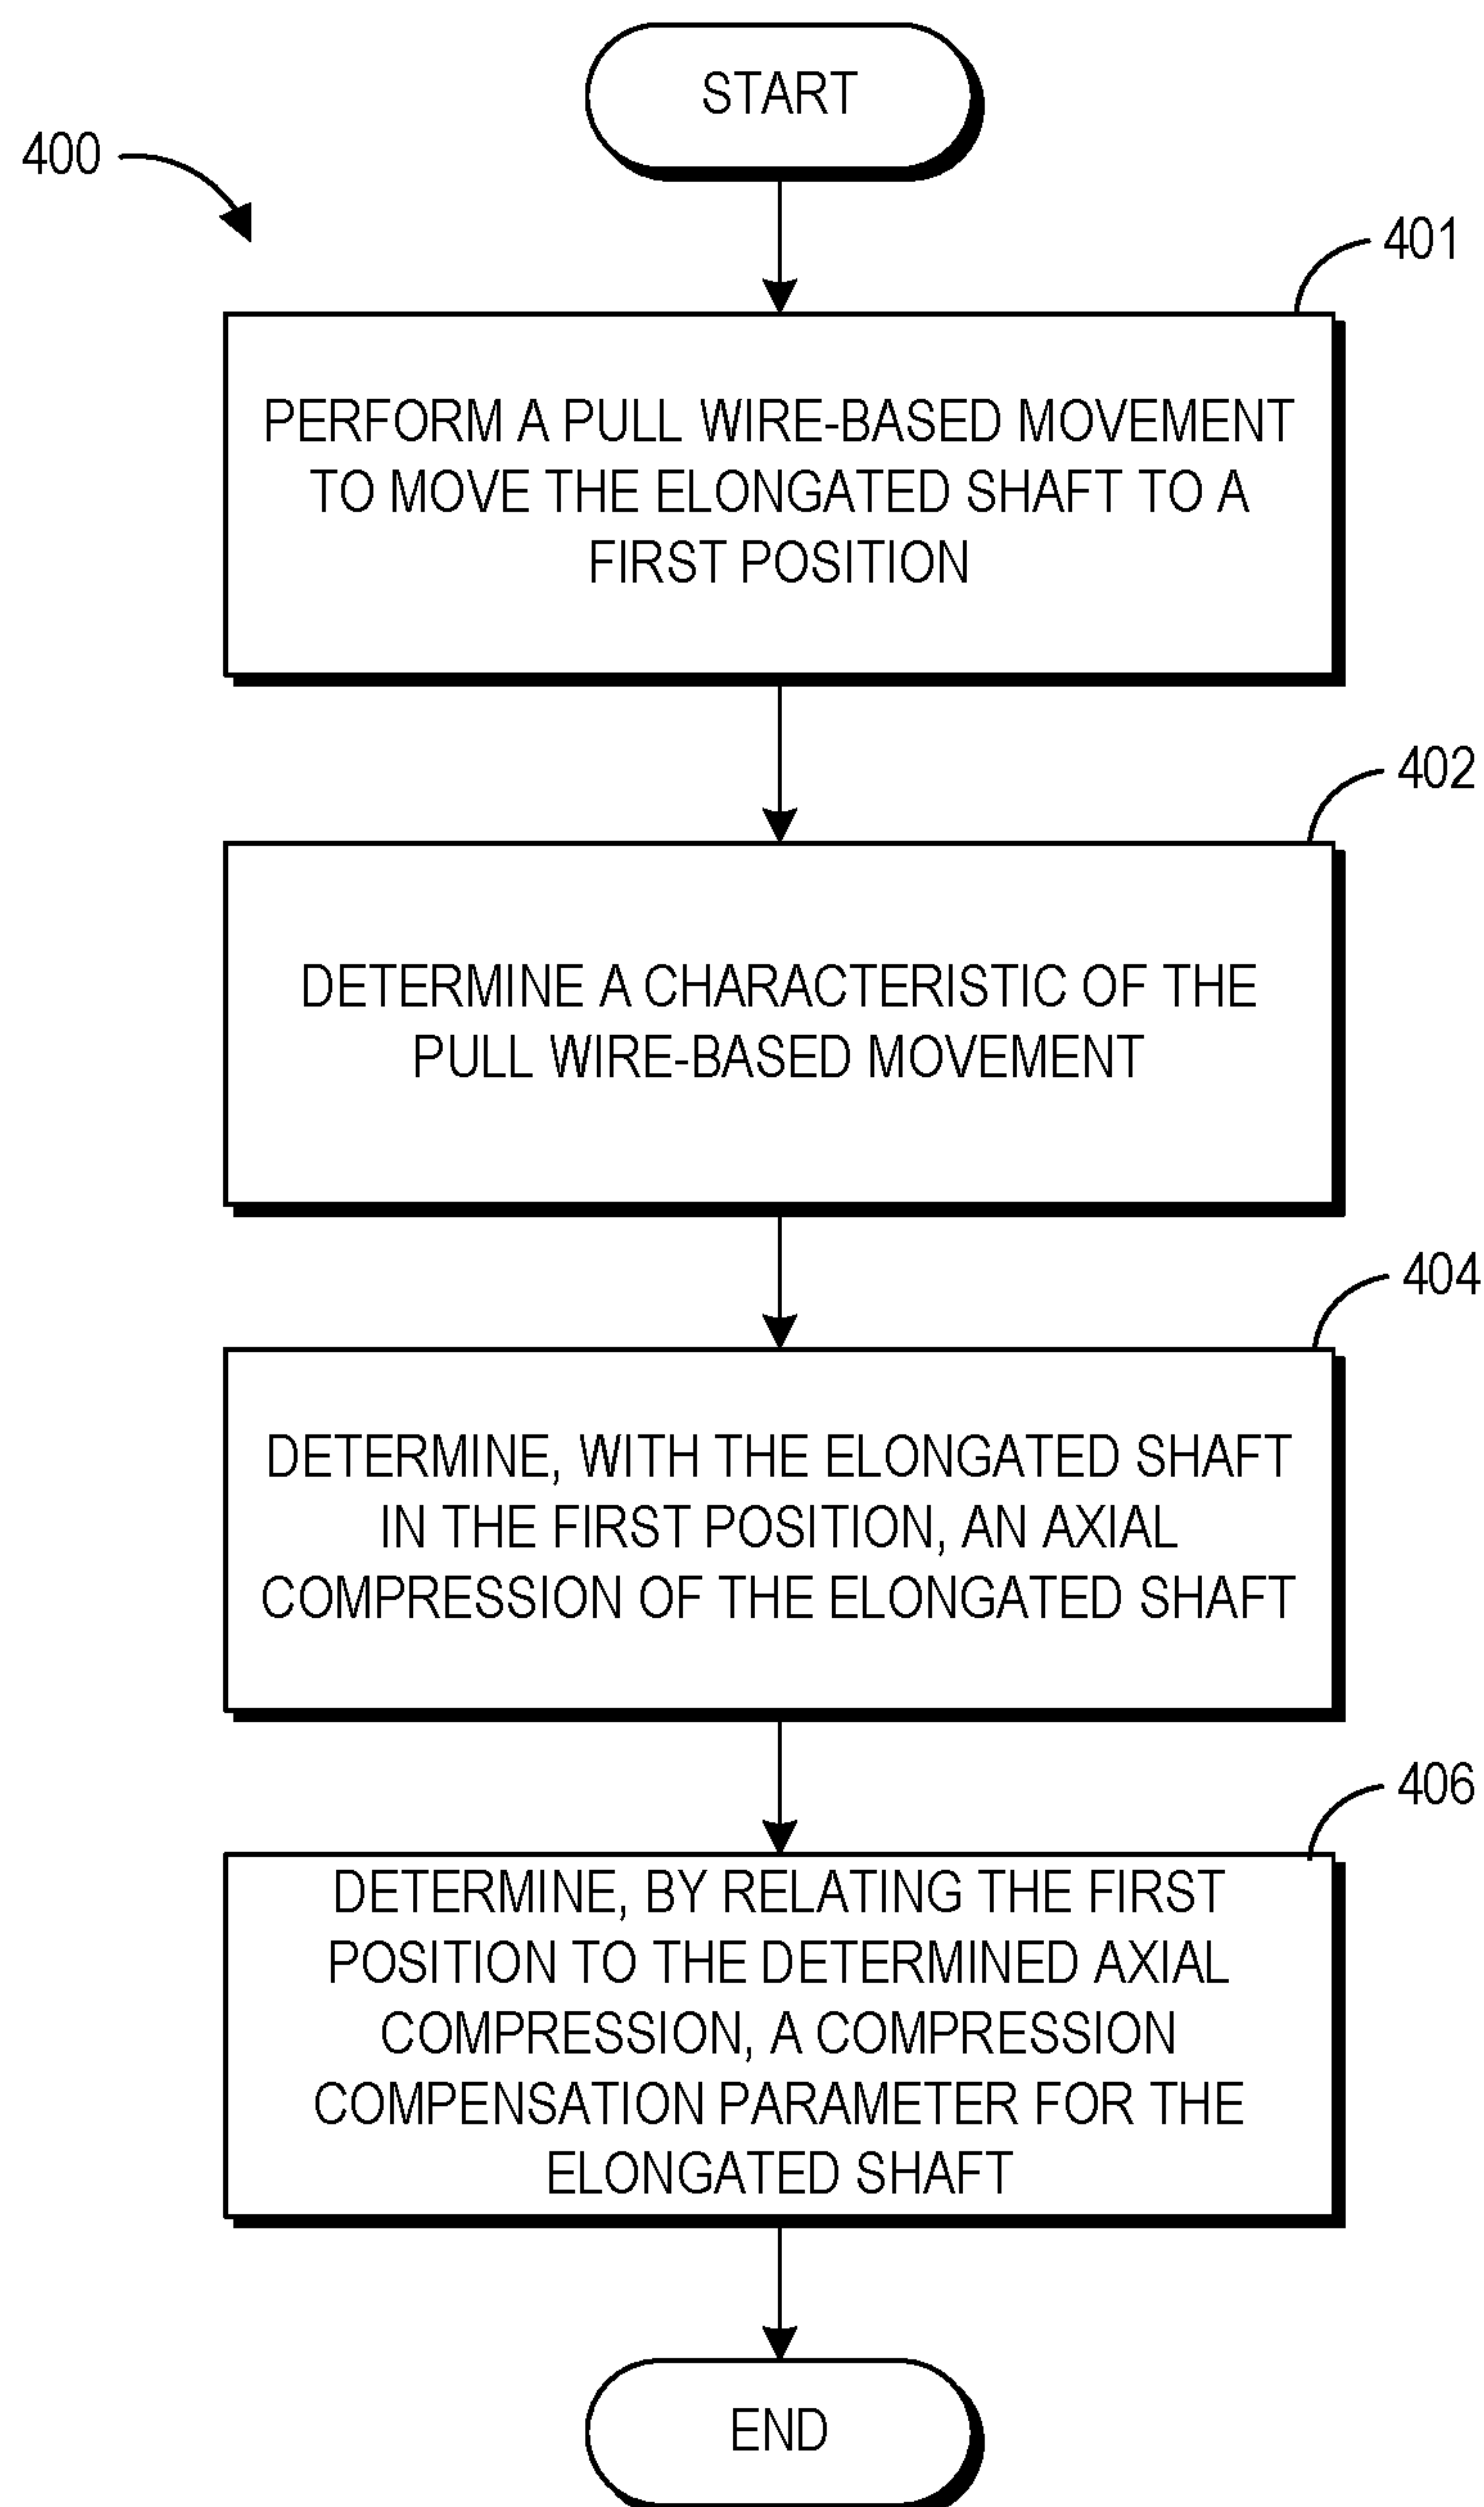 START
400
401
PERFORM A PULL WIRE-BASED MOVEMENT
TO MOVE THE ELONGATED SHAFT TO A
FIRST POSITION
402
DETERMINE A CHARACTERISTIC OF THE
PULL WIRE-BASED MOVEMENT
404
DETERMINE, WITH THE ELONGATED SHAFT
IN THE FIRST POSITION, AN AXIAL
COMPRESSION OF THE ELONGATED SHAFT
406
DETERMINE, BY RELATING THE FIRST
POSITION TO THE DETERMINED AXIAL
COMPRESSION, A COMPRESSION
COMPENSATION PARAMETER FOR THE
ELONGATED SHAFT
END